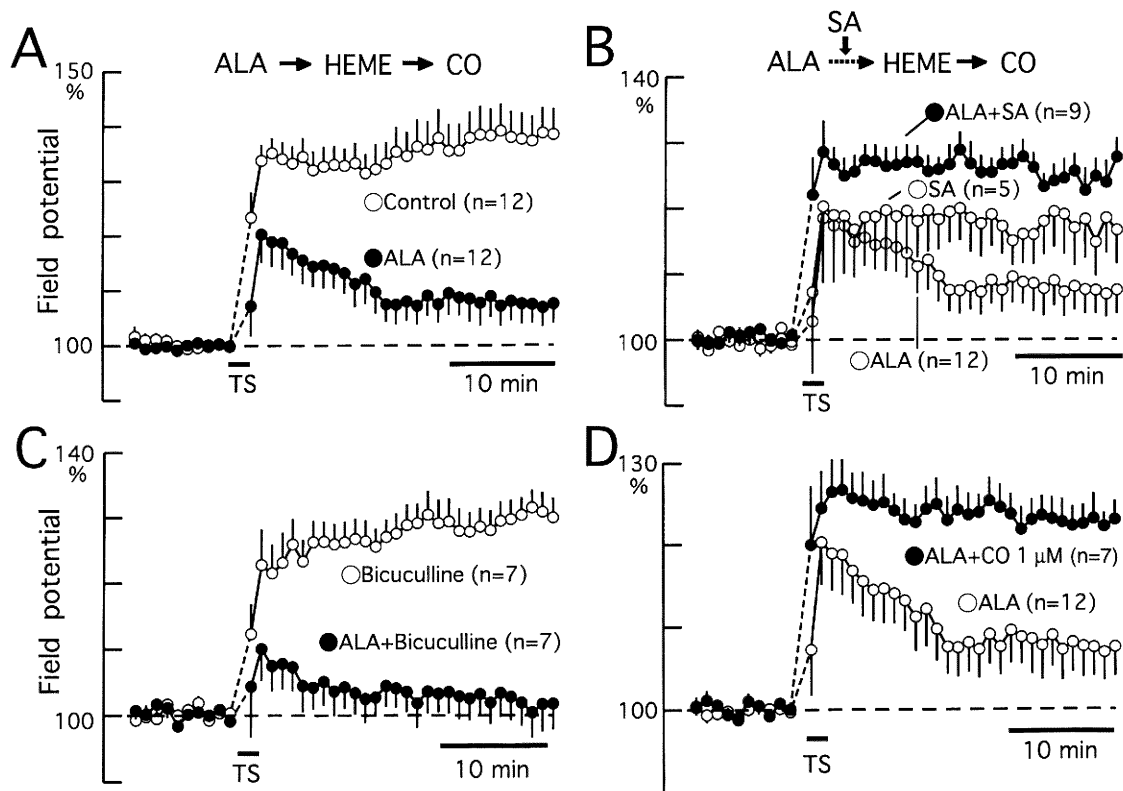 A
ALA → HEME → CO
150
%
Field potential
Control (n=12)
ALA (n=12)
100
TS
10 min
B
SA
ALA → HEME → CO
140
%
ALA+SA (n=9)
SA (n=5)
ALA (n=12)
100
TS
10 min
C
140
%
Field potential
Bicuculline (n=7)
ALA+Bicuculline (n=7)
100
TS
10 min
D
130
%
ALA+CO 1 μM (n=7)
ALA (n=12)
100
TS
10 min